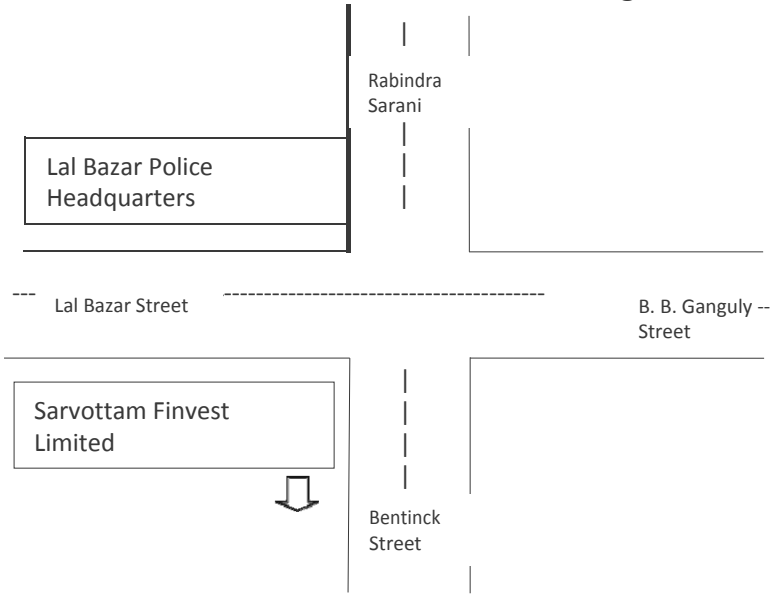 Rabindra
Sarani
Lal Bazar Police
Headquarters
Lal Bazar Street
B. B. Ganguly
Street
Sarvottam Finvest
Limited
Bentinck
Street